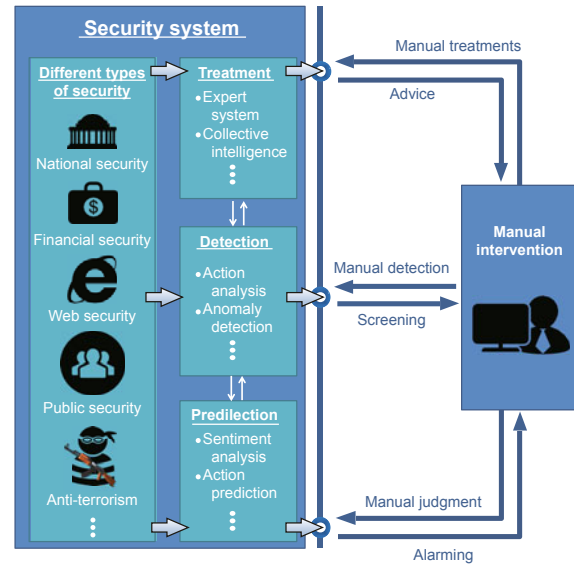 Security system
Different types
of security
National security
Financial security
Web security
Public security
Anti-terrorism
Treatment
•Expert
system
•Collective
intelligence
Detection
•Action
analysis
•Anomaly
detection
Predilection
•Sentiment
analysis
•Action
prediction
Manual treatments
Advice
Manual detection
Screening
Manual judgment
Alarming
Manual
intervention